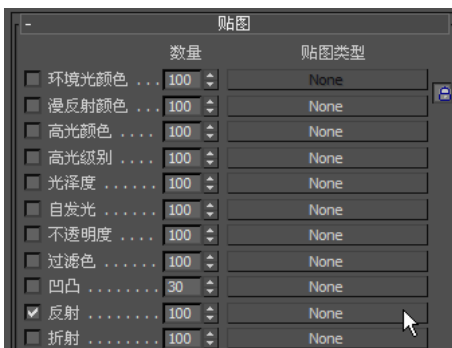 - 贴图
数量 贴图类型
环境光颜色 ... 100 None
漫反射颜色 ... 100 None
高光颜色 .... 100 None
高光级别 .... 100 None
光泽度 ...... 100 None
自发光 ...... 100 None
不透明度 .... 100 None
过滤色 ...... 100 None
凹凸 ........ 30 None
反射 ........ 100 None
折射 ........ 100 None